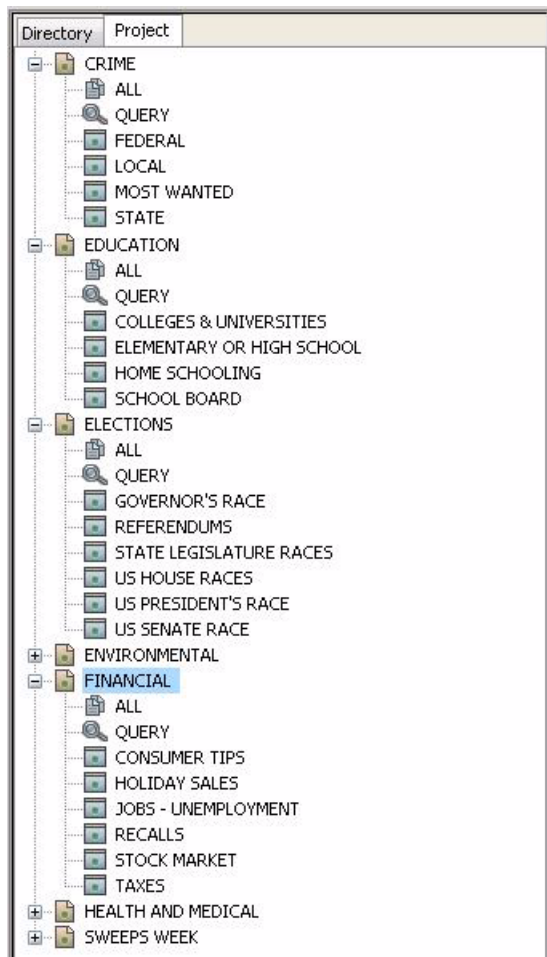 Directory Project
CRIME
ALL
QUERY
FEDERAL
LOCAL
MOST WANTED
STATE
EDUCATION
ALL
QUERY
COLLEGES & UNIVERSITIES
ELEMENTARY OR HIGH SCHOOL
HOME SCHOOLING
SCHOOL BOARD
ELECTIONS
ALL
QUERY
GOVERNOR'S RACE
REFERENDUMS
STATE LEGISLATURE RACES
US HOUSE RACES
US PRESIDENT'S RACE
US SENATE RACE
ENVIRONMENTAL
FINANCIAL
ALL
QUERY
CONSUMER TIPS
HOLIDAY SALES
JOBS - UNEMPLOYMENT
RECALLS
STOCK MARKET
TAXES
HEALTH AND MEDICAL
SWEEPS WEEK